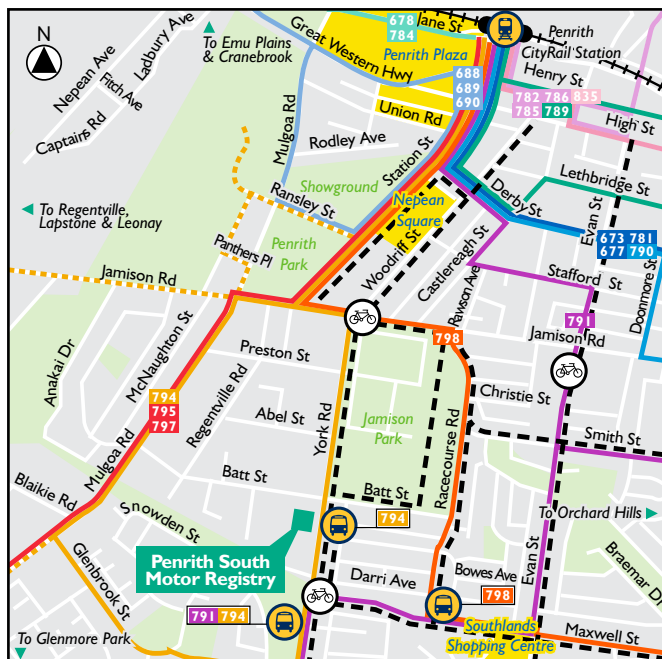 N
Nepean Ave
Fitch Ave
Ladbury Ave
Captains Rd
To Emu Plains
& Cranebrook
678
784
Jane St
Great Western Hwy
Penrith Plaza
Penrith
CityRail Station
Henry St
782 786 835
785 789
High St
688
689
690
Union Rd
Mulgoa Rd
Rodley Ave
Station St
Showground
Ransley St
Nepean
Square
Derby St
Lethbridge St
Evan St
To Regentville,
Lapstone & Leonay
Panthers Pl
Penrith
Park
Woodriff St
Castlereagh St
673 781
677 790
Jamison Rd
Rawson Ave
Stafford St
Doonmore St
791
Anakai Dr
McNaughton St
Preston St
798
Jamison Rd
Regentville Rd
Christie St
794
795
797
Abel St
York Rd
Jamison
Park
Racecourse Rd
Smith St
Mulgoa Rd
Batt St
Batt St
Blaikie Rd
Snowden St
794
To Orchard Hills
Penrith South
Motor Registry
Glenbrook St
Darri Ave
Bowes Ave
Evan St
Braemar Dr
791 794
798
To Glenmore Park
Southlands
Shopping Centre
Maxwell St